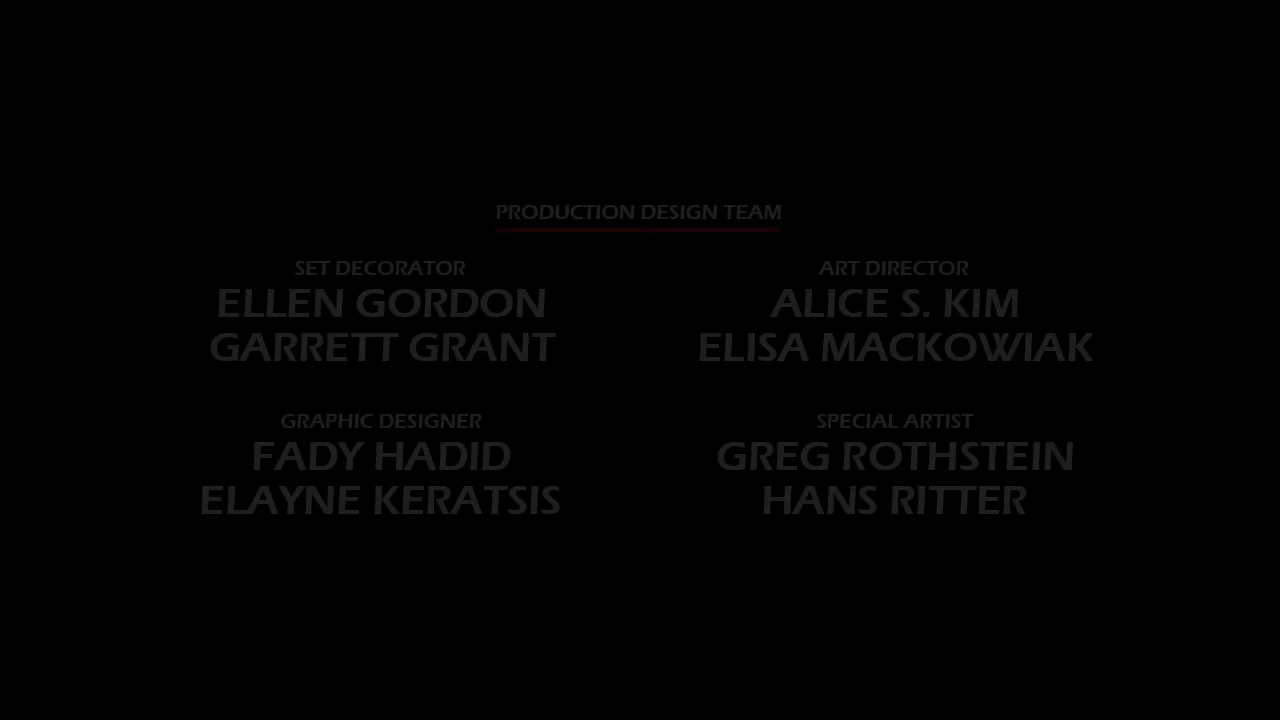 PRODUCTION DESIGN TEAM
SET DECORATOR
ELLEN GORDON
GARRETT GRANT
ART DIRECTOR
ALICE S. KIM
ELISA MACKOWIAK
GRAPHIC DESIGNER
FADY HADID
ELAYNE KERATSIS
SPECIAL ARTIST
GREG ROTHSTEIN
HANS RITTER